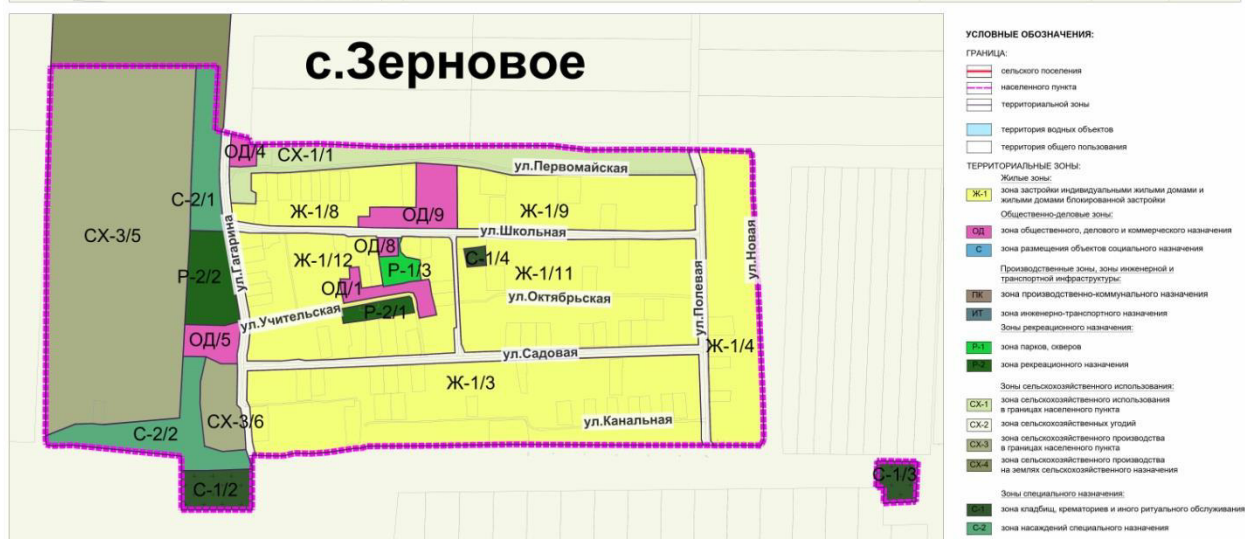 с.Зерновое
ОД/4
СХ-1/1
ул.Первомайская
С-2/1
Ж-1/8
ОД/9
Ж-1/9
СХ-3/5
ул.Гагарина
ул.Школьная
ул.Новая
ОД/8
С-1/4
Ж-1/12
Р-1/3
Ж-1/11
Р-2/2
ОД/1
ул.Октябрьская
ул.Полевая
ул.Учительская
Р-2/1
ОД/5
ул.Садовая
Ж-1/4
Ж-1/3
СХ-3/6
ул.Канальная
С-2/2
С-1/2
С-1/3
УСЛОВНЫЕ ОБОЗНАЧЕНИЯ:
ГРАНИЦА:
сельского поселения
населенного пункта
территориальной зоны
территория водных объектов
территория общего пользования
ТЕРРИТОРИАЛЬНЫЕ ЗОНЫ:
Жилые зоны:
Ж-1 зона застройки индивидуальными жилыми домами и
жилыми домами блокированной застройки
Общественно-деловые зоны:
ОД зона общественного, делового и коммерческого назначения
С зона размещения объектов социального назначения
Производственные зоны, зоны инженерной и
транспортной инфраструктуры:
ПК зона производственно-коммунального назначения
ИТ зона инженерно-транспортного назначения
Зоны рекреационного назначения:
Р-1 зона парков, скверов
Р-2 зона рекреационного назначения
Зоны сельскохозяйственного использования:
СХ-1 зона сельскохозяйственного использования
в границах населенного пункта
СХ-2 зона сельскохозяйственных угодий
СХ-3 зона сельскохозяйственного производства
в границах населенного пункта
СХ-4 зона сельскохозяйственного производства
на землях сельскохозяйственного назначения
Зоны специального назначения:
С-1 зона кладбищ, крематориев и иного ритуального обслуживания
С-2 зона насаждений специального назначения